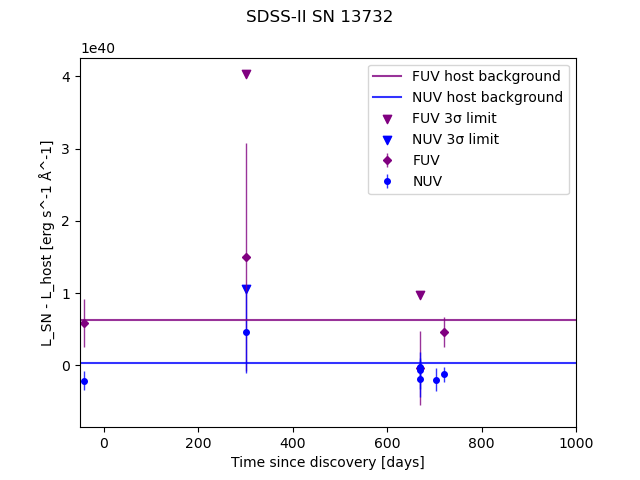 SDSS-II SN 13732
1e40
FUV host background
NUV host background
FUV 3σ limit
NUV 3σ limit
FUV
NUV
4
3
2
1
0
L_SN - L_host [erg s^-1 Å^-1]
0 200 400 600 800 1000
Time since discovery [days]